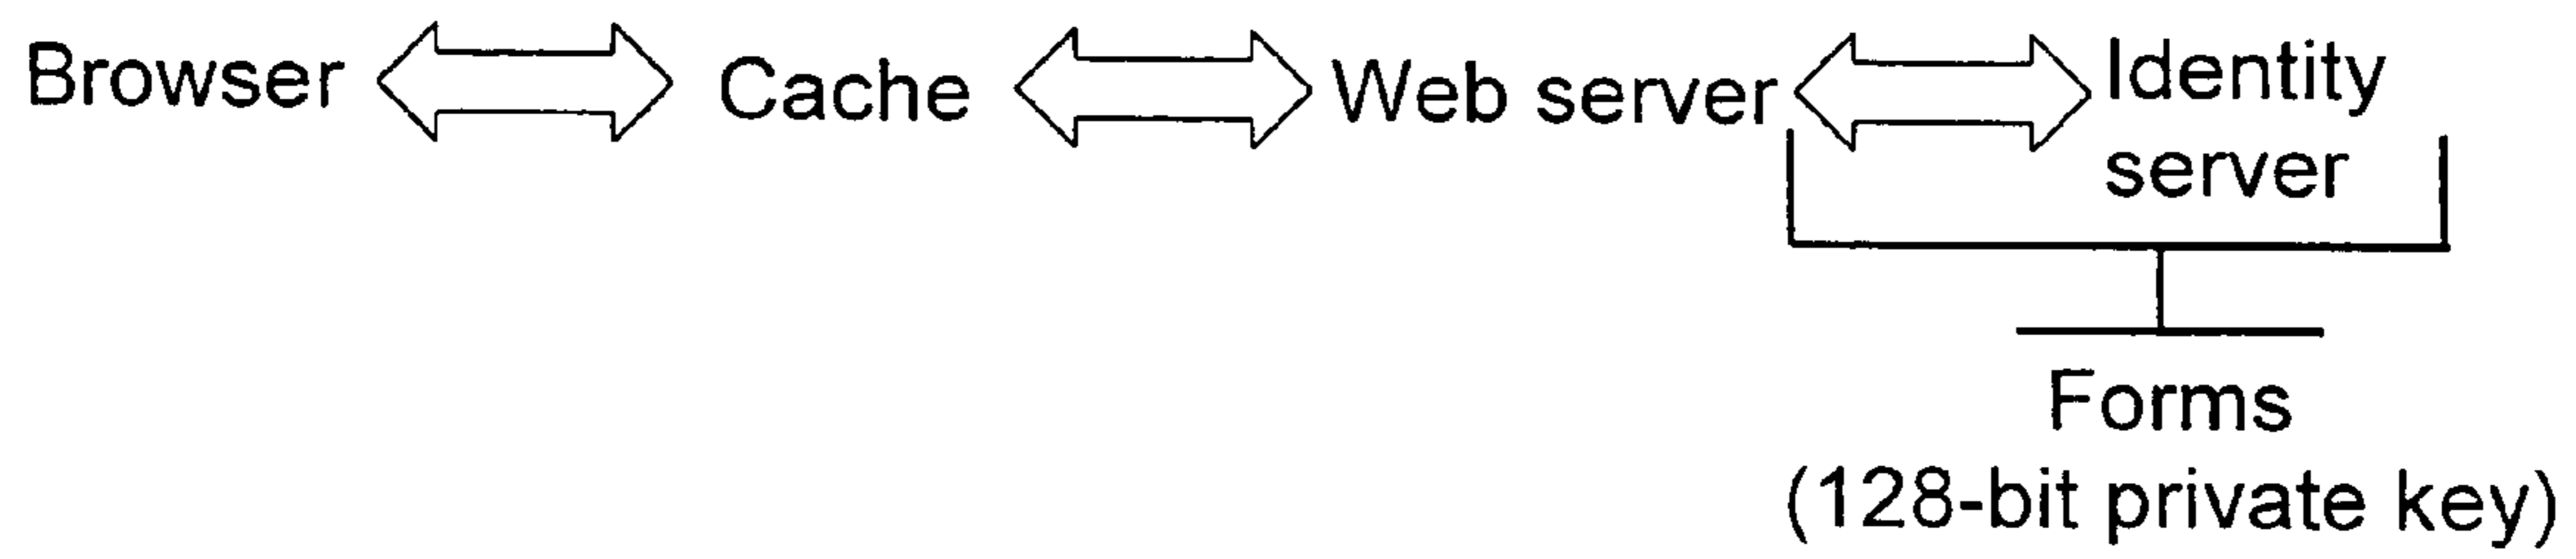 Browser Cache Web server Identity
server
Forms
(128-bit private key)